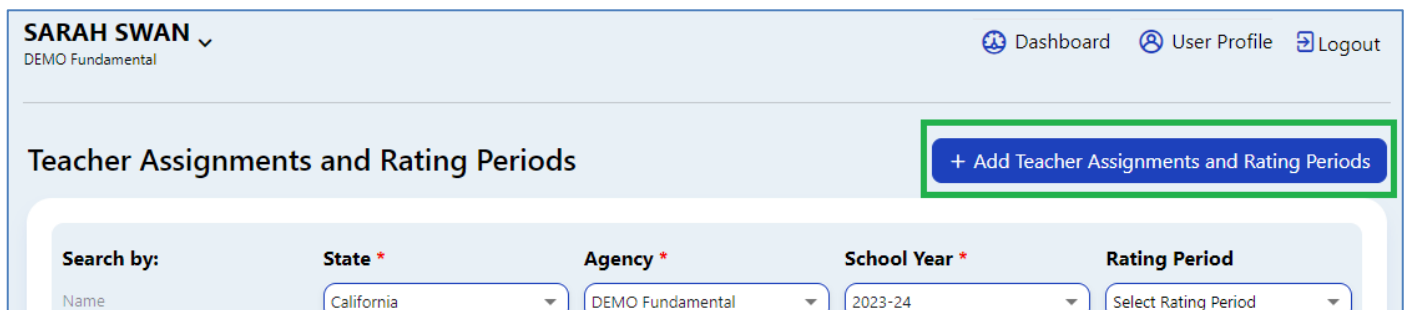 SARAH SWAN
DEMO Fundamental
Dashboard User Profile Logout
Teacher Assignments and Rating Periods
+ Add Teacher Assignments and Rating Periods
Search by: State * Agency * School Year * Rating Period
Name California DEMO Fundamental 2023-24 Select Rating Period